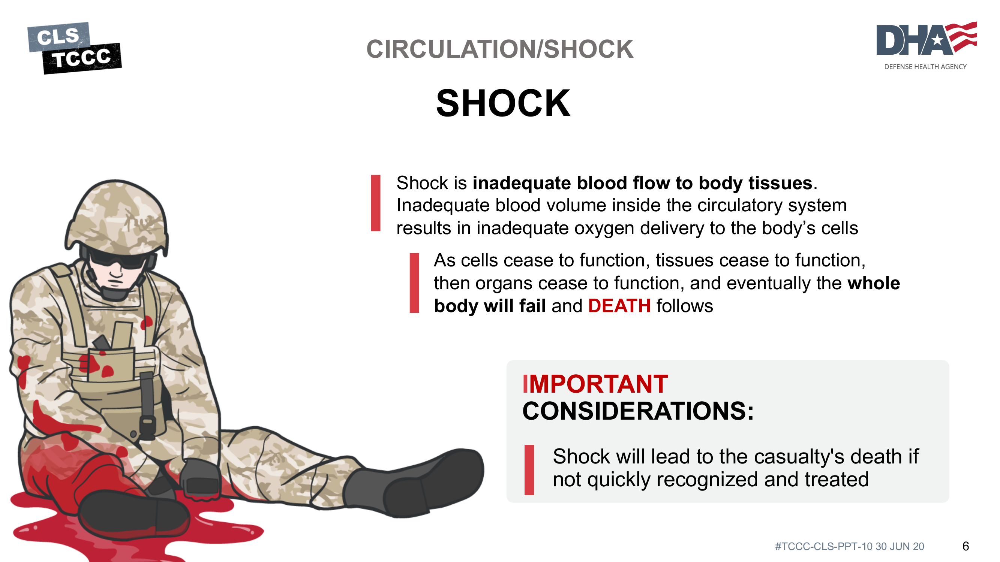 CLS
TCCC
CIRCULATION/SHOCK
DHA
DEFENSE HEALTH AGENCY
SHOCK
Shock is inadequate blood flow to body tissues.
Inadequate blood volume inside the circulatory system
results in inadequate oxygen delivery to the body’s cells
As cells cease to function, tissues cease to function,
then organs cease to function, and eventually the whole
body will fail and DEATH follows
IMPORTANT
CONSIDERATIONS:
Shock will lead to the casualty's death if
not quickly recognized and treated
#TCCC-CLS-PPT-10 30 JUN 20
6